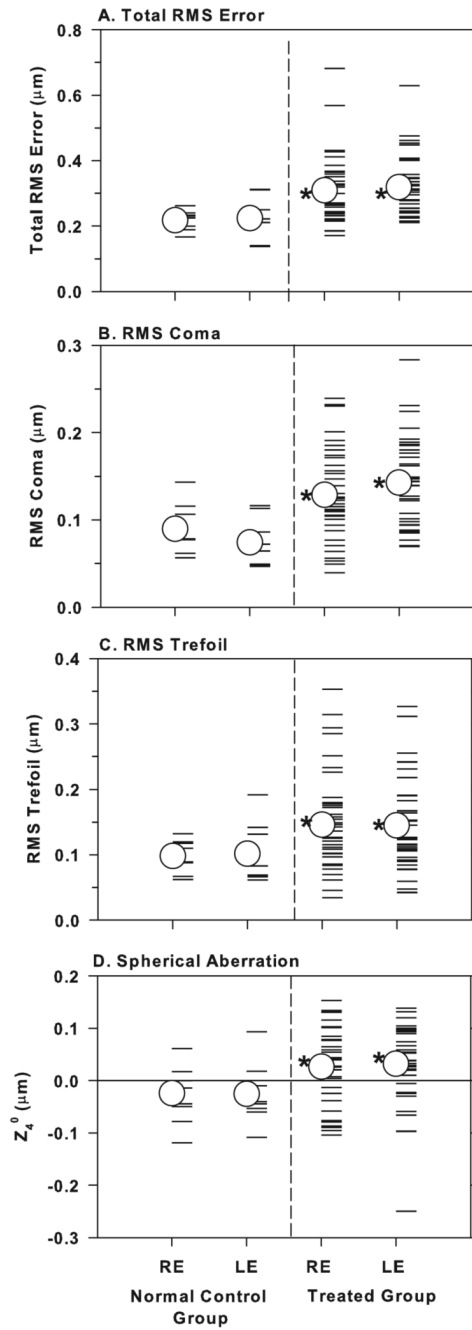 A. Total RMS Error
Total RMS Error (μm)
0.8
0.6
0.4
0.2
0.0
*
*
B. RMS Coma
RMS Coma (μm)
0.3
0.2
0.1
0.0
*
*
C. RMS Trefoil
RMS Trefoil (μm)
0.4
0.3
0.2
0.1
0.0
*
*
D. Spherical Aberration
Z₄⁰ (μm)
0.2
0.1
0.0
-0.1
-0.2
-0.3
*
*
RE LE RE LE
Normal Control Treated Group
Group